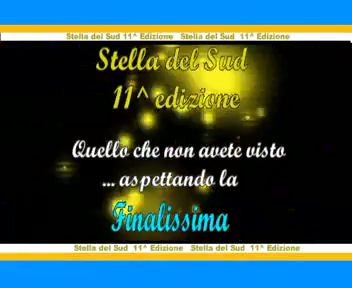 Stella del Sud 11^ Edizione Stella del Sud 11^ Edizione
Stella del Sud
11^ edizione
Quello che non avete visto
... aspettando la
Finalissima
Stella del Sud 11^ Edizione Stella del Sud 11^ Edizione